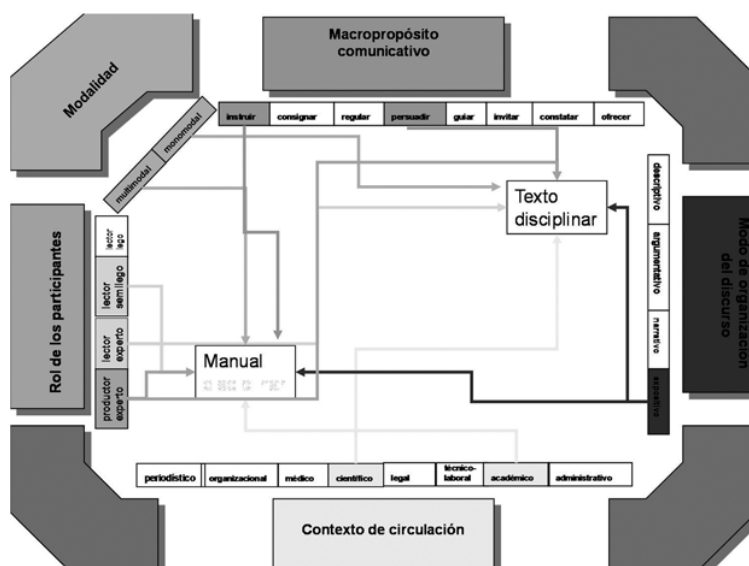 Macropropósito
comunicativo
Modalidad
instruir
consignar
regular
persuadir
guiar
invitar
constatar
ofrecer
monomodal
multimodal
Texto
disciplinar
descriptivo
argumentativo
narrativo
expositivo
Modo de organización
del discurso
Rol de los participantes
lector
lego
lector
semilego
lector
experto
productor
experto
Manual
periodístico
organizacional
médico
científico
legal
técnico-
laboral
académico
administrativo
Contexto de circulación